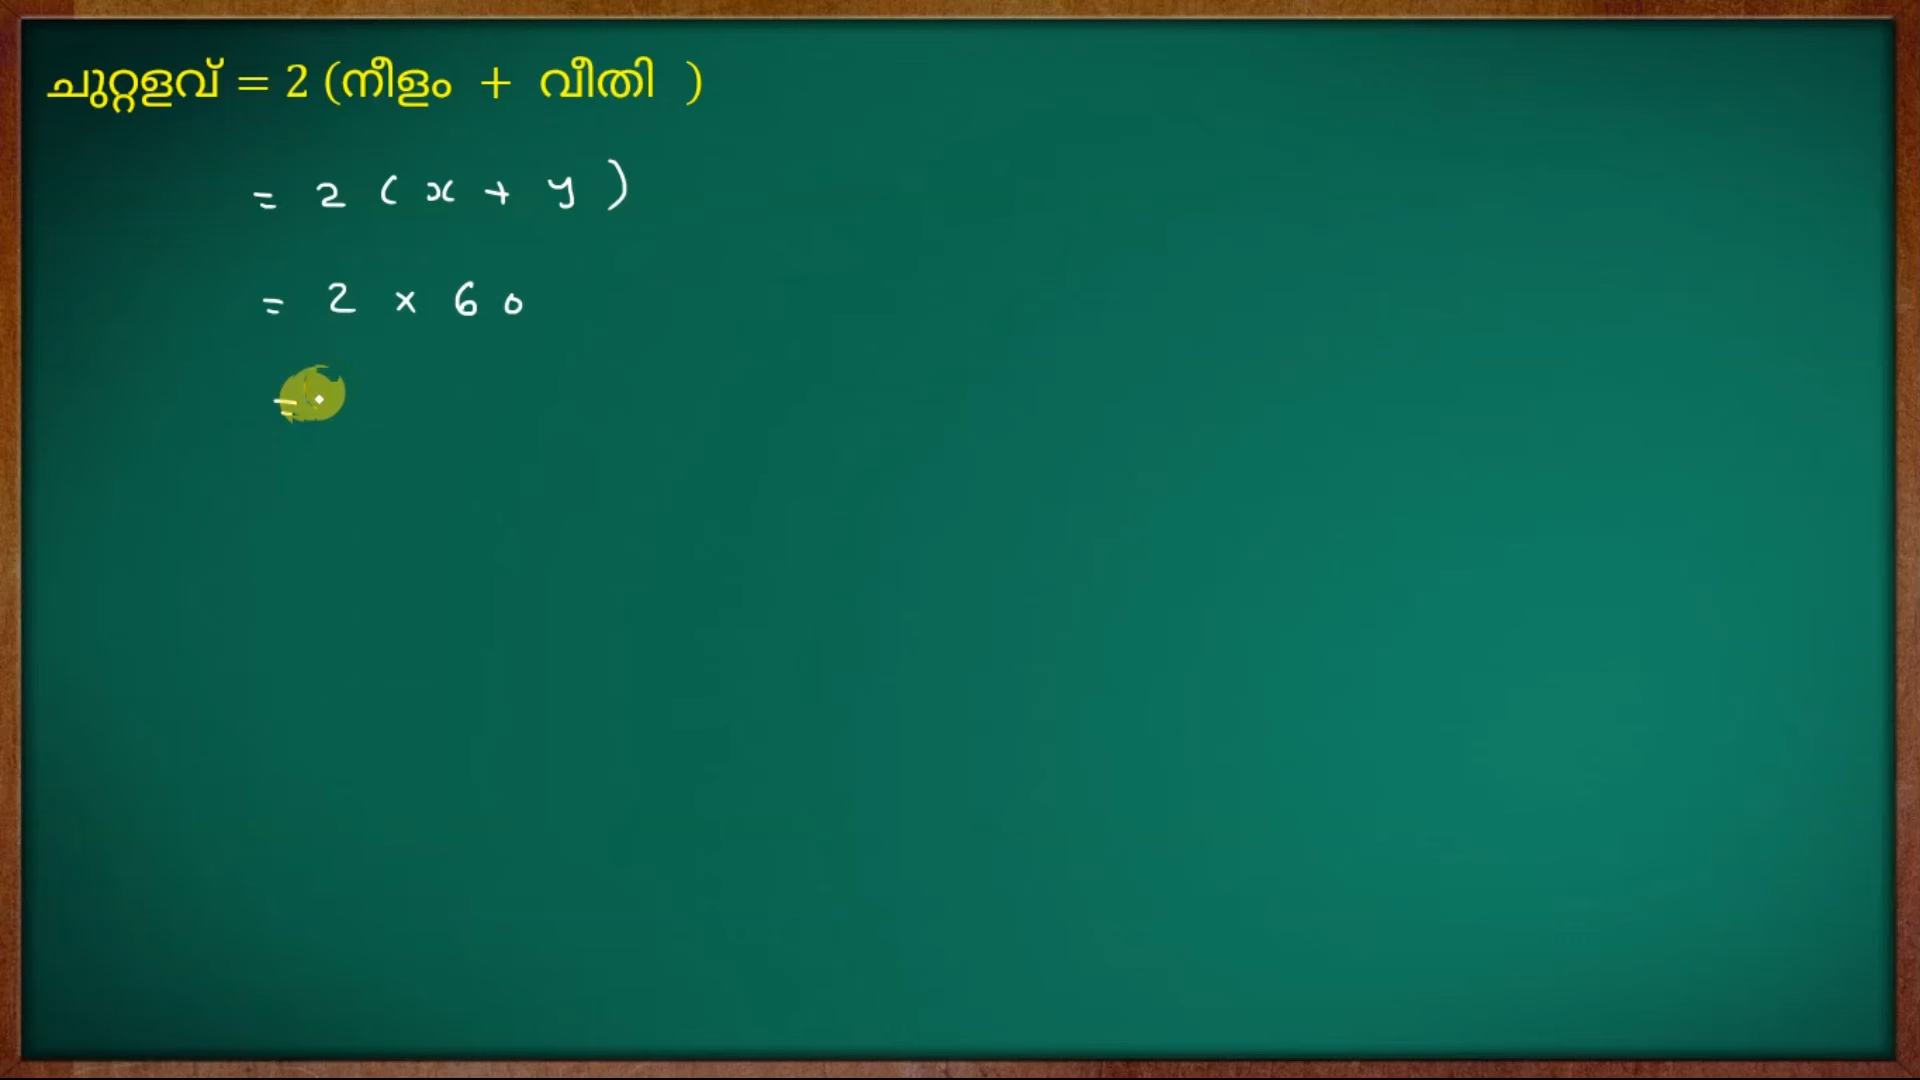 ചുറ്റളവ് = 2 (നീളം + വീതി )
= 2 ( x + y )
= 2 × 60
=